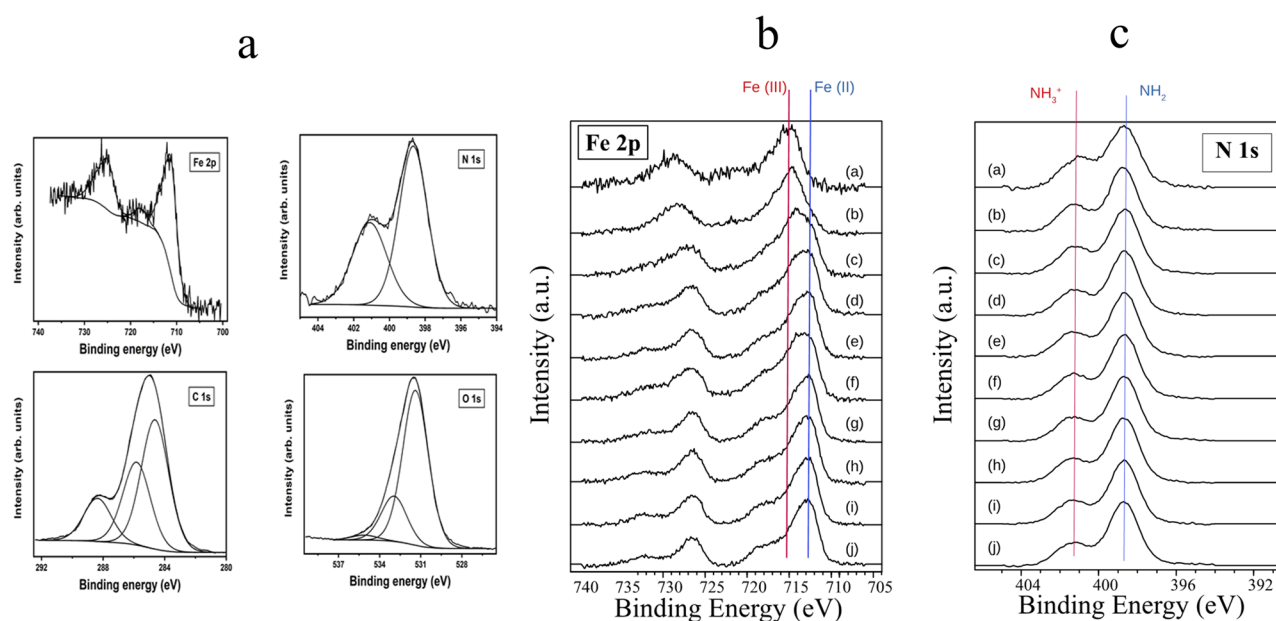 a
Fe 2p
Intensity (arb. units)
740 730 720 710 700
Binding energy (eV)
N 1s
Intensity (arb. units)
404 402 400 398 396 394
Binding energy (eV)
C 1s
Intensity (arb. units)
292 288 284 280
Binding energy (eV)
O 1s
Intensity (arb. units)
537 534 531 528
Binding energy (eV)
b
Fe (III) Fe (II)
Fe 2p
(a)
(b)
(c)
(d)
(e)
(f)
(g)
(h)
(i)
(j)
Intensity (a.u.)
740 735 730 725 720 715 710 705
Binding Energy (eV)
c
NH₃⁺ NH₂
N 1s
(a)
(b)
(c)
(d)
(e)
(f)
(g)
(h)
(i)
(j)
Intensity (a.u.)
404 400 396 392
Binding Energy (eV)